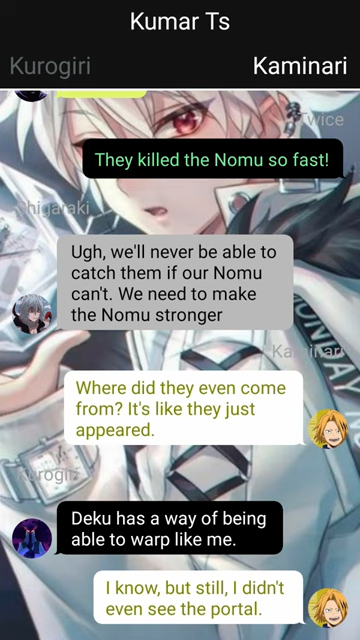 Kumar Ts
Kurogiri
Kaminari
Twice
They killed the Nomu so fast!
Shigaraki
Ugh, we'll never be able to
catch them if our Nomu
can't. We need to make
the Nomu stronger
Kaminari
Where did they even come
from? It's like they just
appeared.
Kurogiri
Deku has a way of being
able to warp like me.
I know, but still, I didn't
even see the portal.